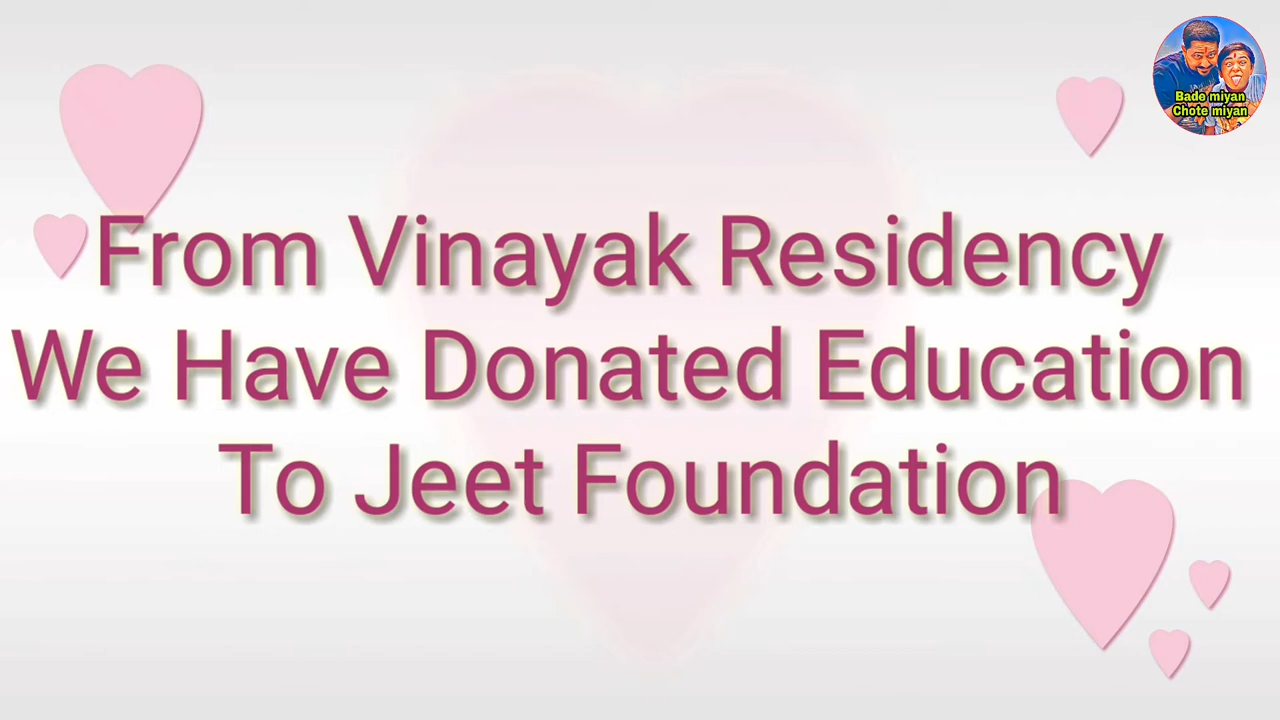 Bade miyan
Chote miyan
From Vinayak Residency
We Have Donated Education
To Jeet Foundation